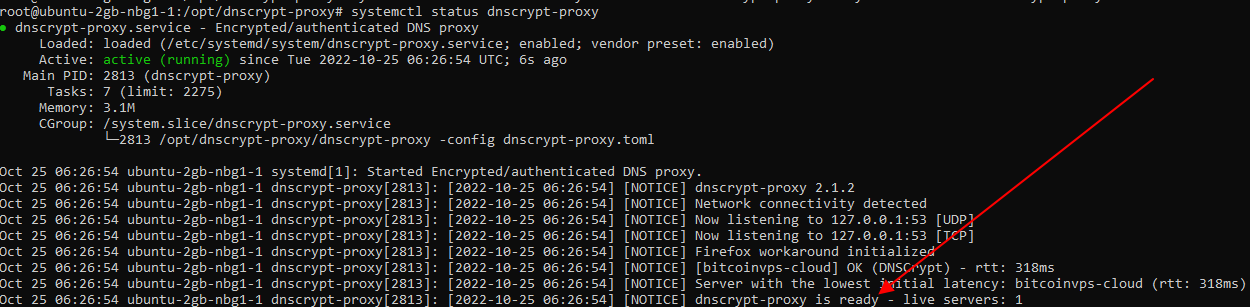 root@ubuntu-2gb-nbg1-1:/opt/dnscrypt-proxy# systemctl status dnscrypt-proxy
● dnscrypt-proxy.service - Encrypted/authenticated DNS proxy
Loaded: loaded (/etc/systemd/system/dnscrypt-proxy.service; enabled; vendor preset: enabled)
Active: active (running) since Tue 2022-10-25 06:26:54 UTC; 6s ago
Main PID: 2813 (dnscrypt-proxy)
Tasks: 7 (limit: 2275)
Memory: 3.1M
CGroup: /system.slice/dnscrypt-proxy.service
└─2813 /opt/dnscrypt-proxy/dnscrypt-proxy -config dnscrypt-proxy.toml
Oct 25 06:26:54 ubuntu-2gb-nbg1-1 systemd[1]: Started Encrypted/authenticated DNS proxy.
Oct 25 06:26:54 ubuntu-2gb-nbg1-1 dnscrypt-proxy[2813]: [2022-10-25 06:26:54] [NOTICE] dnscrypt-proxy 2.1.2
Oct 25 06:26:54 ubuntu-2gb-nbg1-1 dnscrypt-proxy[2813]: [2022-10-25 06:26:54] [NOTICE] Network connectivity detected
Oct 25 06:26:54 ubuntu-2gb-nbg1-1 dnscrypt-proxy[2813]: [2022-10-25 06:26:54] [NOTICE] Now listening to 127.0.0.1:53 [UDP]
Oct 25 06:26:54 ubuntu-2gb-nbg1-1 dnscrypt-proxy[2813]: [2022-10-25 06:26:54] [NOTICE] Now listening to 127.0.0.1:53 [TCP]
Oct 25 06:26:54 ubuntu-2gb-nbg1-1 dnscrypt-proxy[2813]: [2022-10-25 06:26:54] [NOTICE] Firefox workaround initialized
Oct 25 06:26:54 ubuntu-2gb-nbg1-1 dnscrypt-proxy[2813]: [2022-10-25 06:26:54] [NOTICE] [bitcoinvps-cloud] OK (DNSCrypt) - rtt: 318ms
Oct 25 06:26:54 ubuntu-2gb-nbg1-1 dnscrypt-proxy[2813]: [2022-10-25 06:26:54] [NOTICE] Server with the lowest initial latency: bitcoinvps-cloud (rtt: 318ms)
Oct 25 06:26:54 ubuntu-2gb-nbg1-1 dnscrypt-proxy[2813]: [2022-10-25 06:26:54] [NOTICE] dnscrypt-proxy is ready - live servers: 1